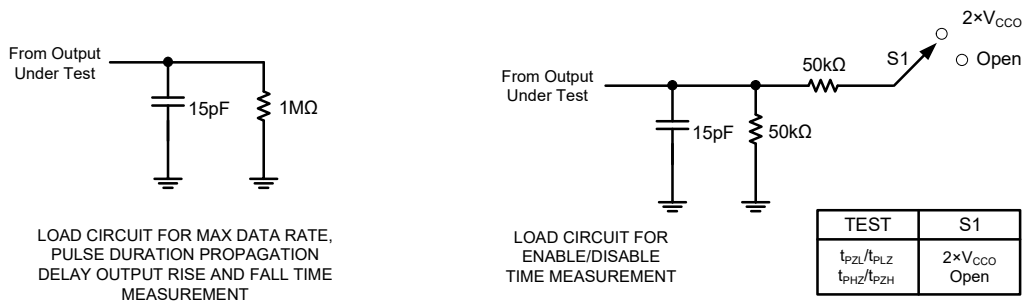 From Output
Under Test
15pF
1MΩ
LOAD CIRCUIT FOR MAX DATA RATE,
PULSE DURATION PROPAGATION
DELAY OUTPUT RISE AND FALL TIME
MEASUREMENT
2×VCCO
S1
Open
50kΩ
From Output
Under Test
15pF
50kΩ
LOAD CIRCUIT FOR
ENABLE/DISABLE
TIME MEASUREMENT
TEST S1
tPZL/tPLZ 2×VCCO
tPHZ/tPZH Open